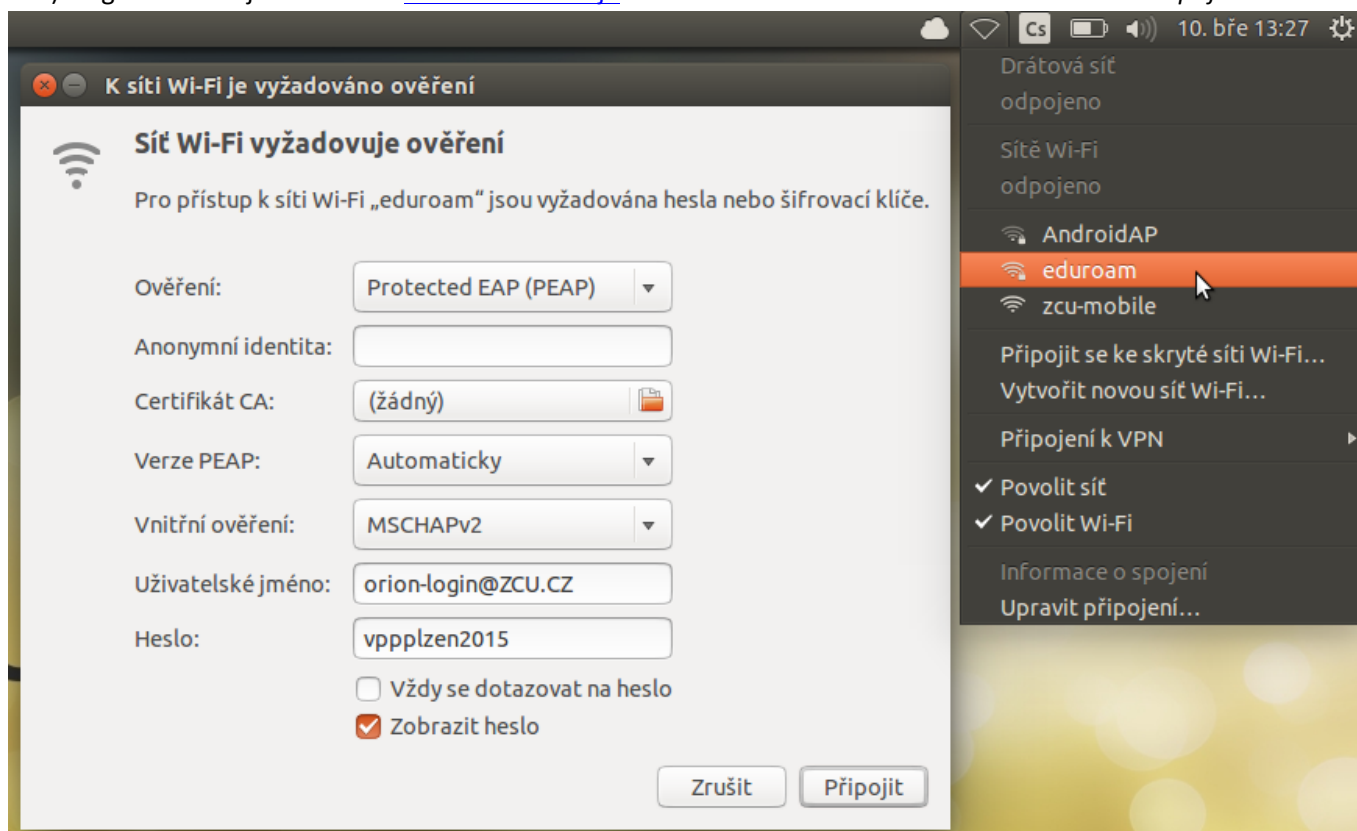 Cs 10. bře 13:27
K síti Wi-Fi je vyžadováno ověření
Síť Wi-Fi vyžadovuje ověření
Pro přístup k síti Wi-Fi „eduroam“ jsou vyžadována hesla nebo šifrovací klíče.
Ověření: Protected EAP (PEAP)
Anonymní identita:
Certifikát CA: (žádný)
Verze PEAP: Automaticky
Vnitřní ověření: MSCHAPv2
Uživatelské jméno: orion-login@ZCU.CZ
Heslo: vppplzen2015
Vždy se dotazovat na heslo
Zobrazit heslo
Zrušit Připojit
Drátová síť
odpojeno
Sítě Wi-Fi
odpojeno
AndroidAP
eduroam
zcu-mobile
Připojit se ke skryté síti Wi-Fi…
Vytvořit novou síť Wi-Fi…
Připojení k VPN
Povolit síť
Povolit Wi-Fi
Informace o spojení
Upravit připojení…